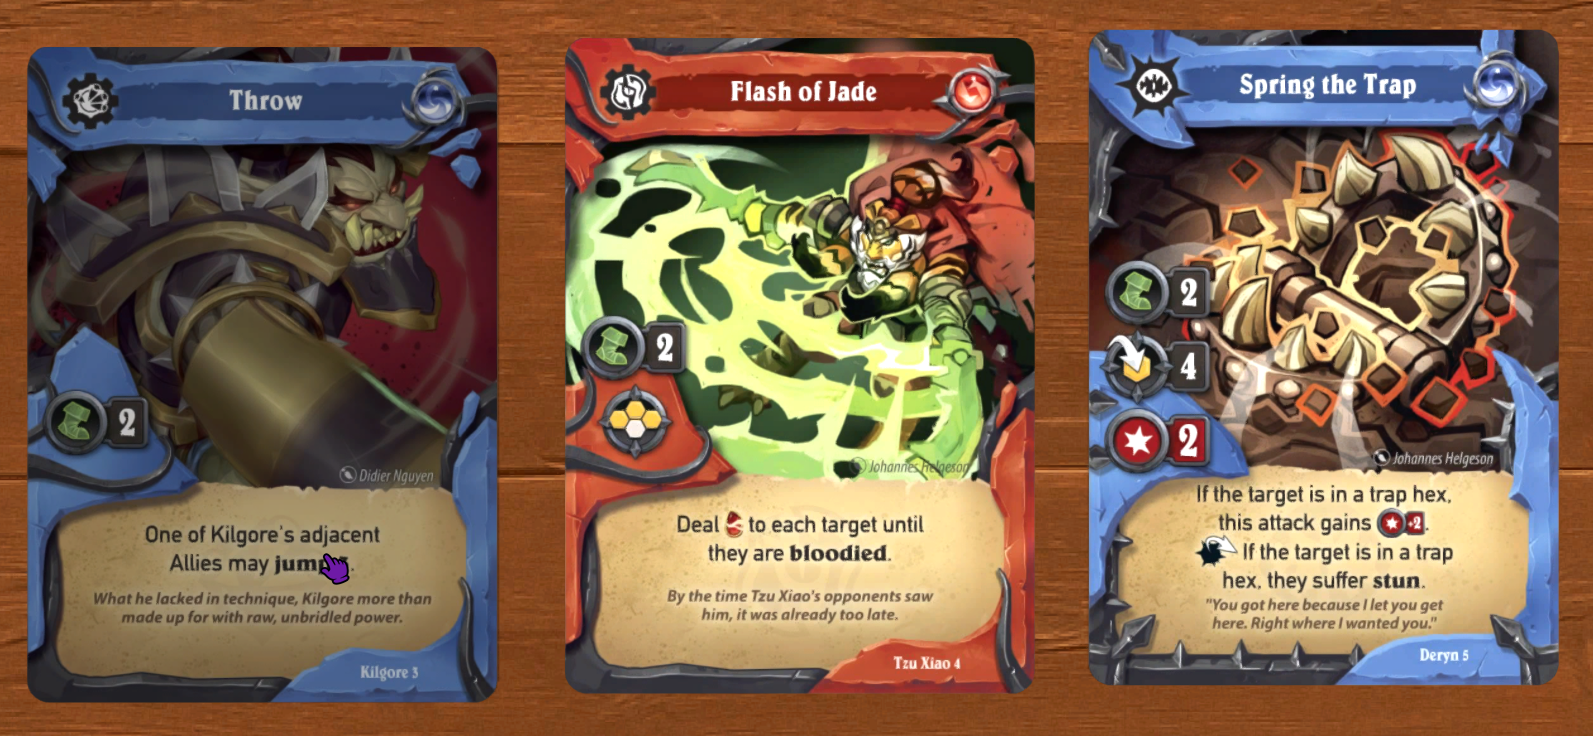 Throw
2
Didier Nguyen
One of Kilgore's adjacent
Allies may
What he lacked in technique, Kilgore more than
made up for with raw, unbridled power.
Kilgore 3
Flash of Jade
2
Johannes Helgeson
Deal to each target until
they are bloodied.
By the time Tzu Xiao's opponents saw
him, it was already too late.
Tzu Xiao 4
Spring the Trap
2
4
2
Johannes Helgeson
If the target is in a trap hex,
this attack gains +2.
If the target is in a trap
hex, they suffer stun.
"You got here because I let you get
here. Right where I wanted you."
Deryn 5